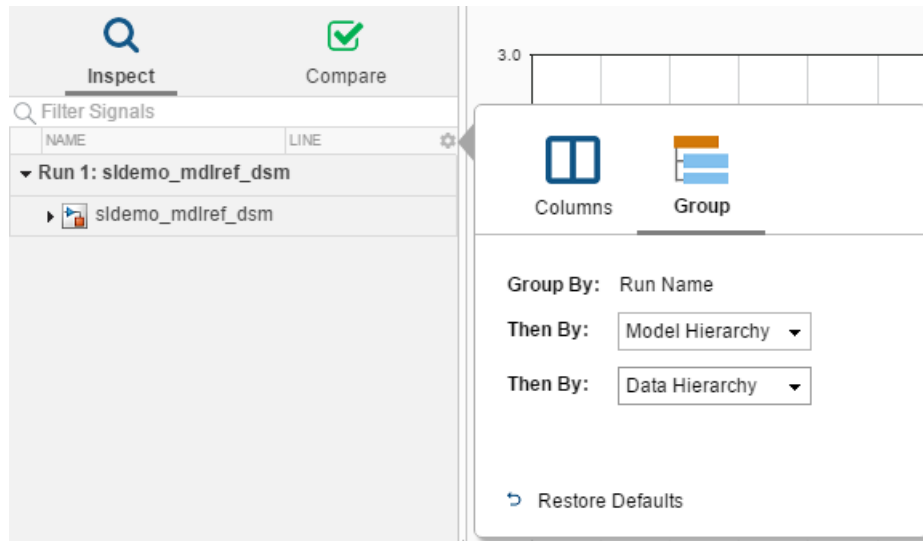 Inspect
Compare
Filter Signals
NAME
LINE
Run 1: sldemo_mdlref_dsm
sldemo_mdlref_dsm
3.0
Columns
Group
Group By: Run Name
Then By: Model Hierarchy
Then By: Data Hierarchy
Restore Defaults